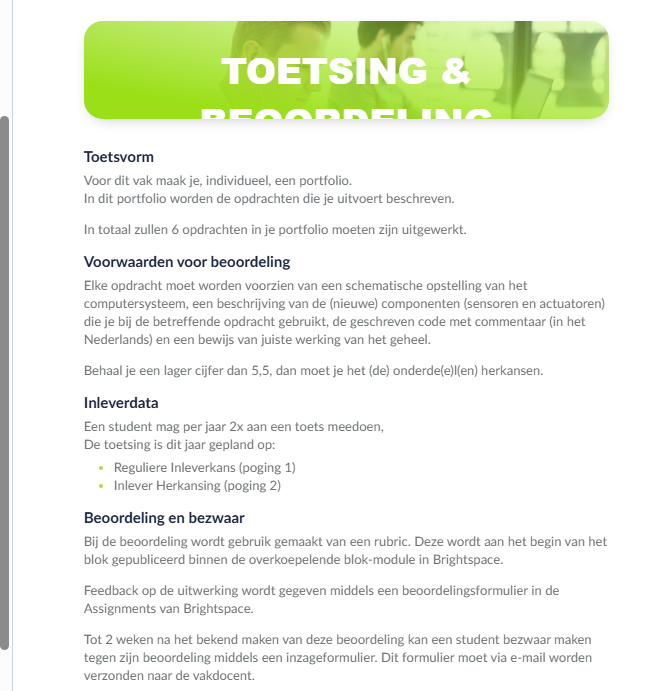 TOETSING &
BEOORDELING
Toetsvorm
Voor dit vak maak je, individueel, een portfolio.
In dit portfolio worden de opdrachten die je uitvoert beschreven.
In totaal zullen 6 opdrachten in je portfolio moeten zijn uitgewerkt.
Voorwaarden voor beoordeling
Elke opdracht moet worden voorzien van een schematische opstelling van het
computersysteem, een beschrijving van de (nieuwe) componenten (sensoren en actuatoren)
die je bij de betreffende opdracht gebruikt, de geschreven code met commentaar (in het
Nederlands) en een bewijs van juiste werking van het geheel.
Behaal je een lager cijfer dan 5,5, dan moet je het (de) onderde(e)l(en) herkansen.
Inleverdata
Een student mag per jaar 2x aan een toets meedoen,
De toetsing is dit jaar gepland op:
• Reguliere Inleverkans (poging 1)
• Inlever Herkansing (poging 2)
Beoordeling en bezwaar
Bij de beoordeling wordt gebruik gemaakt van een rubric. Deze wordt aan het begin van het
blok gepubliceerd binnen de overkoepelende blok-module in Brightspace.
Feedback op de uitwerking wordt gegeven middels een beoordelingsformulier in de
Assignments van Brightspace.
Tot 2 weken na het bekend maken van deze beoordeling kan een student bezwaar maken
tegen zijn beoordeling middels een inzageformulier. Dit formulier moet via e-mail worden
verzonden naar de vakdocent.